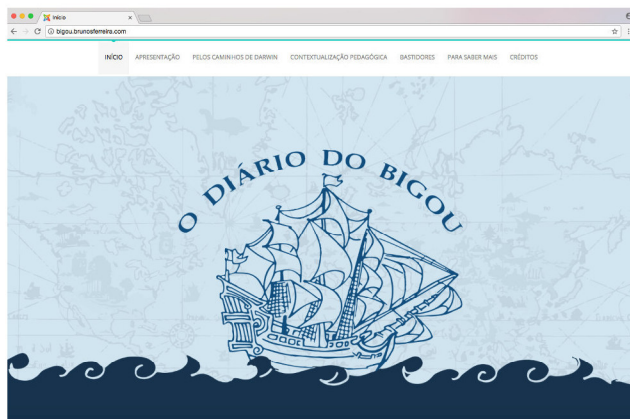 Início
bigou.brunosferreira.com
INÍCIO APRESENTAÇÃO PELOS CAMINHOS DE DARWIN CONTEXTUALIZAÇÃO PEDAGÓGICA BASTIDORES PARA SABER MAIS CRÉDITOS
O DIÁRIO DO BIGOU